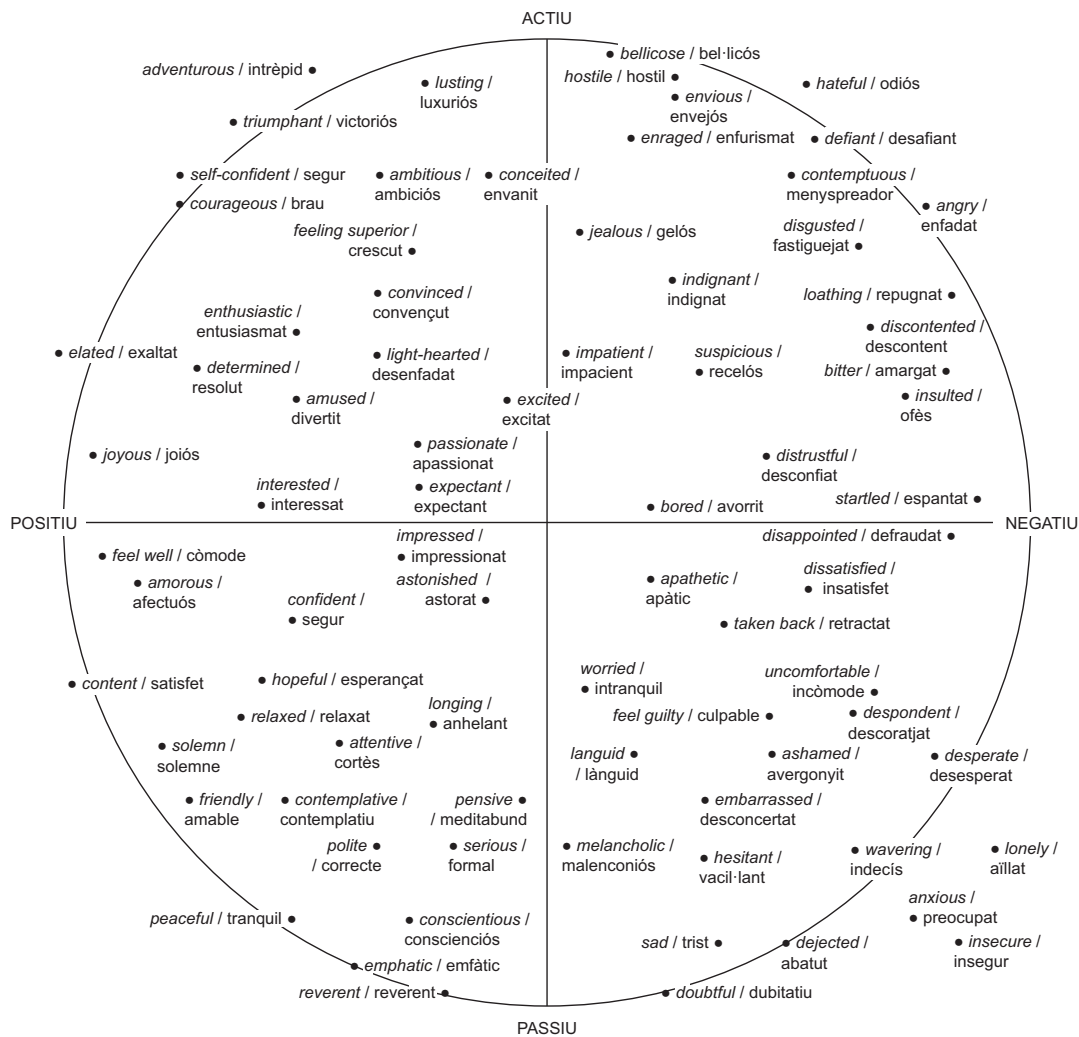 ACTIU
bellicose / bel·licós
adventurous / intrèpid
hostile / hostil
lusting /
luxuriós
hateful / odiós
envious /
envejós
triumphant / victoriós
enraged / enfurismat
defiant / desafiant
self-confident / segur
ambitious /
ambiciós
conceited /
envanit
contemptuous /
menyspreador
courageous / brau
angry /
enfadat
feeling superior /
crescut
jealous / gelós
disgusted /
fastiguejat
indignant /
indignat
convinced /
convençut
loathing / repugnat
enthusiastic /
entusiasmat
discontented /
descontent
elated / exaltat
determined /
resolut
light-hearted /
desenfadat
impatient /
impacient
suspicious /
recelós
bitter / amargat
amused /
divertit
excited /
excitat
insulted /
ofès
passionate /
apassionat
joyous / joiós
distrustful /
desconfiat
interested /
interessat
expectant /
expectant
bored / avorrit
startled / espantat
POSITIU
NEGATIU
impressed /
impressionat
disappointed / defraudat
feel well / còmode
amorous /
afectuós
astonished /
astorat
apathetic /
apàtic
dissatisfied /
insatisfet
confident /
segur
taken back / retractat
content / satisfet
hopeful / esperançat
worried /
intranquil
uncomfortable /
incòmode
longing /
anhelant
relaxed / relaxat
feel guilty / culpable
despondent /
descoratjat
solemn /
solemne
attentive /
cortès
languid
/ lànguid
ashamed /
avergonyit
desperate /
desesperat
friendly /
amable
contemplative /
contemplatiu
pensive
/ meditabund
embarrassed /
desconcertat
polite
/ correcte
serious /
formal
melancholic /
malenconiós
hesitant /
vacil·lant
wavering /
indecís
lonely /
aïllat
anxious /
preocupat
peaceful / tranquil
conscientious /
conscienciós
sad / trist
dejected /
abatut
insecure /
insegur
emphatic / emfàtic
reverent / reverent
doubtful / dubitatiu
PASSIU